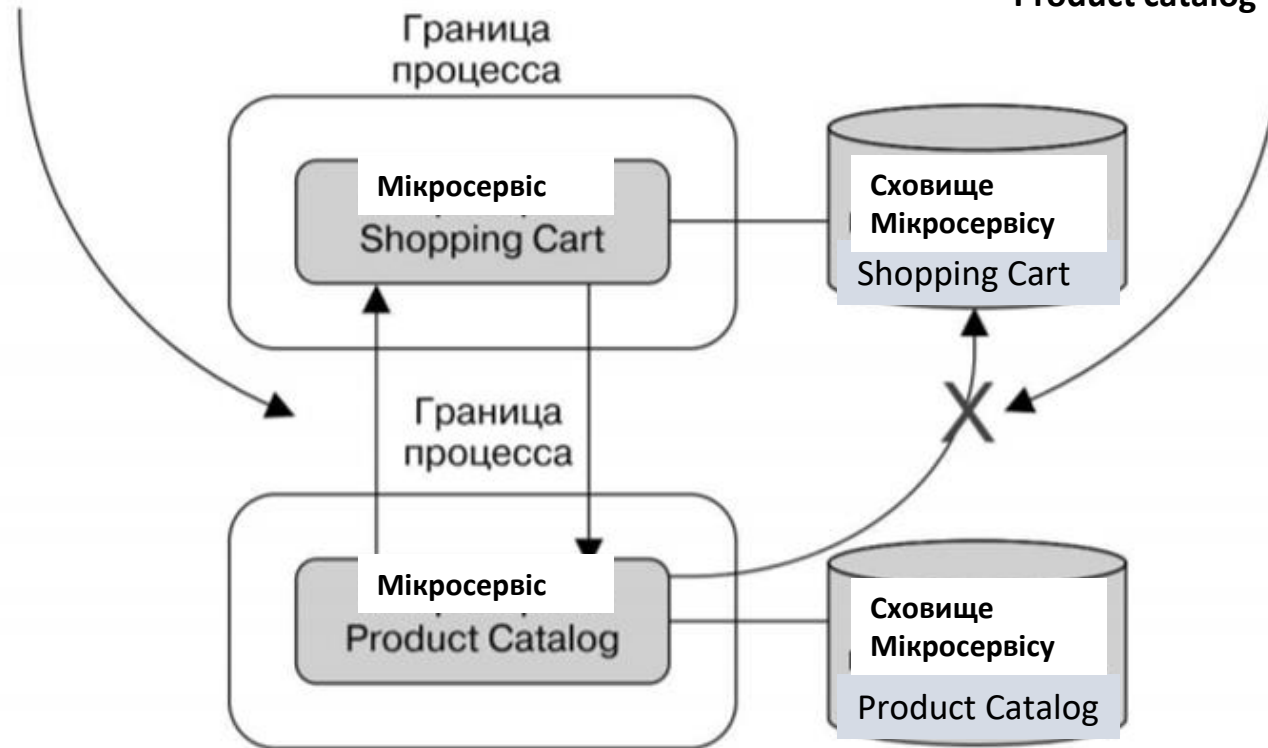 Product catalog
Граница
процесса
Мікросервіс
Shopping Cart
Сховище
Мікросервісу
Shopping Cart
X
Граница
процесса
Мікросервіс
Product Catalog
Сховище
Мікросервісу
Product Catalog